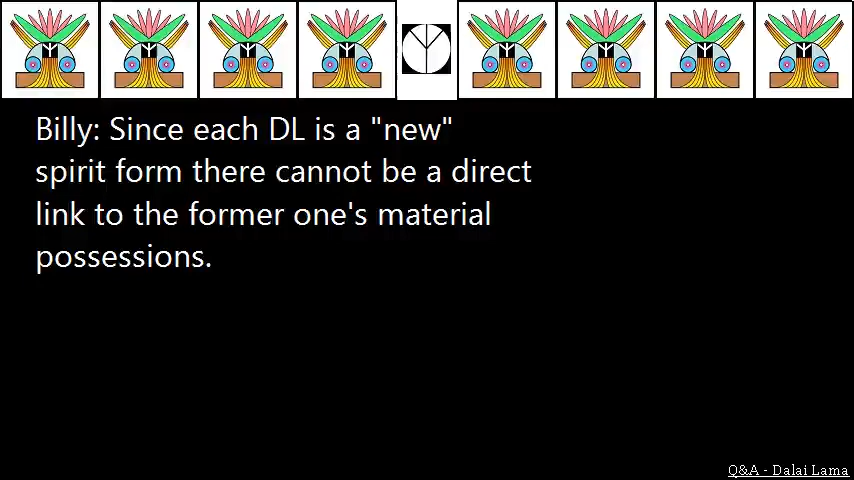 Billy: Since each DL is a "new"
spirit form there cannot be a direct
link to the former one's material
possessions.
Q&A - Dalai Lama